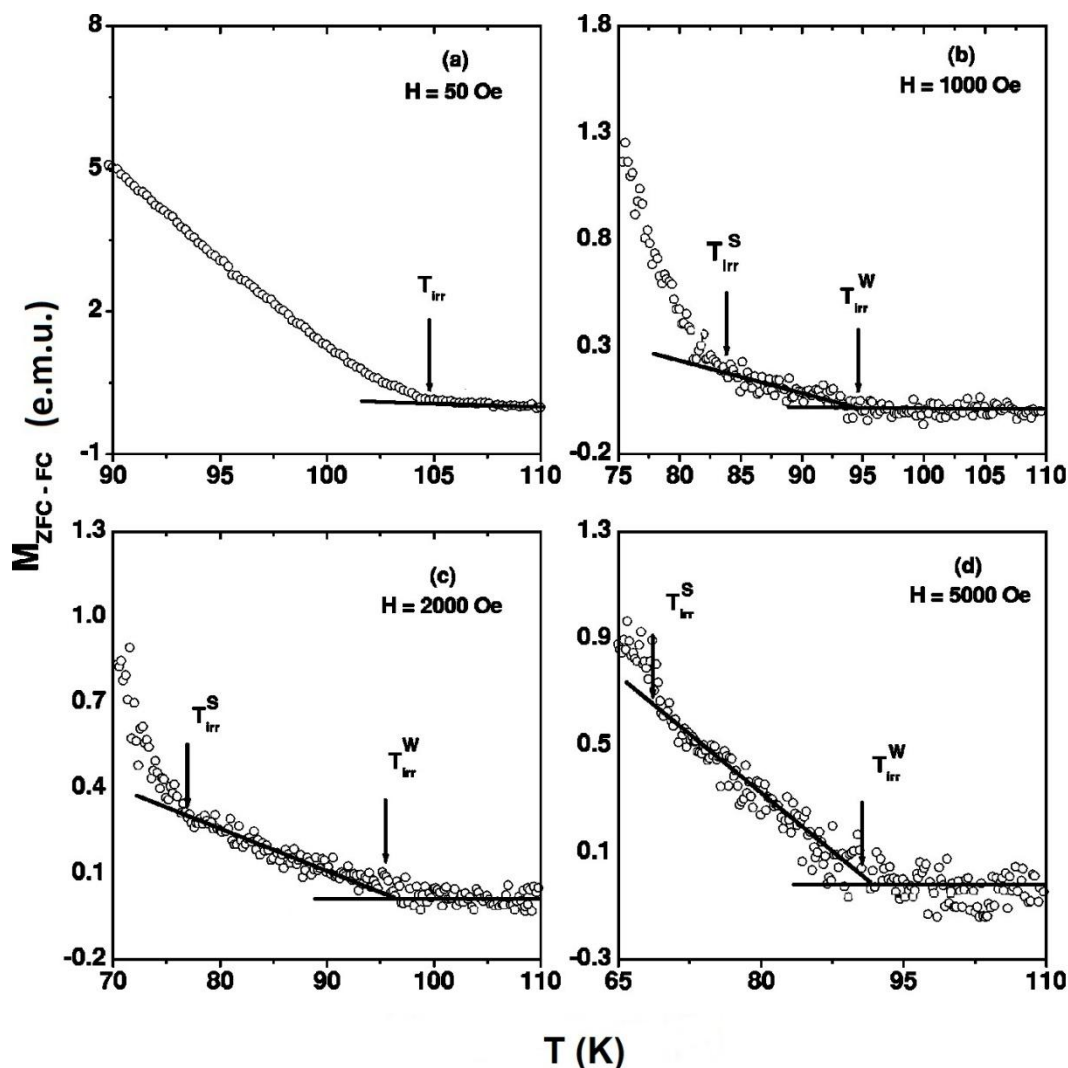 M_ZFC - FC (e.m.u.)
(a)
H = 50 Oe
T_irr
8
5
2
-1
90 95 100 105 110
(b)
H = 1000 Oe
T_irr^S
T_irr^W
1.8
1.3
0.8
0.3
-0.2
75 80 85 90 95 100 105 110
(c)
H = 2000 Oe
T_irr^S
T_irr^W
1.3
1.0
0.7
0.4
0.1
-0.2
70 80 90 100 110
(d)
H = 5000 Oe
T_irr^S
T_irr^W
1.3
0.9
0.5
0.1
-0.3
65 80 95 110
T (K)